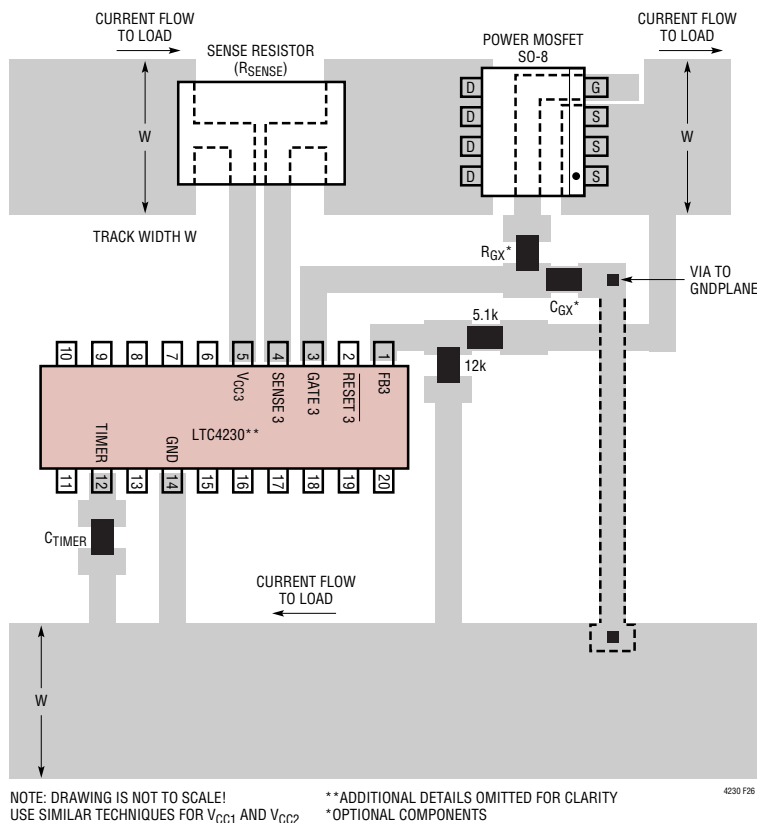 CURRENT FLOW
TO LOAD
SENSE RESISTOR
(RSENSE)
POWER MOSFET
SO-8
CURRENT FLOW
TO LOAD
W
D
D
D
D
G
S
S
S
W
TRACK WIDTH W
RGX*
CGX*
VIA TO
GNDPLANE
5.1k
12k
10 9 8 7 6 5 4 3 2 1
VCC3
SENSE 3
GATE 3
RESET 3
FB3
TIMER
GND
LTC4230**
11 12 13 14 15 16 17 18 19 20
CTIMER
CURRENT FLOW
TO LOAD
W
NOTE: DRAWING IS NOT TO SCALE!
USE SIMILAR TECHNIQUES FOR VCC1 AND VCC2
**ADDITIONAL DETAILS OMITTED FOR CLARITY
*OPTIONAL COMPONENTS
4230 F26